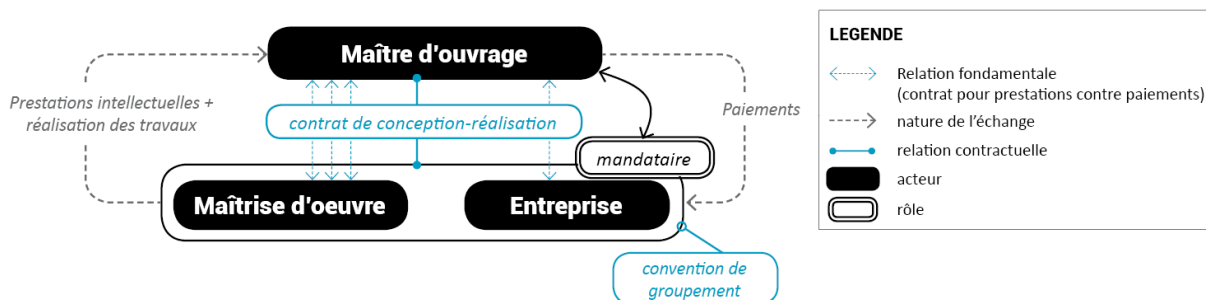 Maître d'ouvrage
Prestations intellectuelles +
réalisation des travaux
contrat de conception-réalisation
Paiements
mandataire
Maîtrise d'oeuvre
Entreprise
convention de
groupement
LEGENDE
Relation fondamentale
(contrat pour prestations contre paiements)
nature de l'échange
relation contractuelle
acteur
rôle